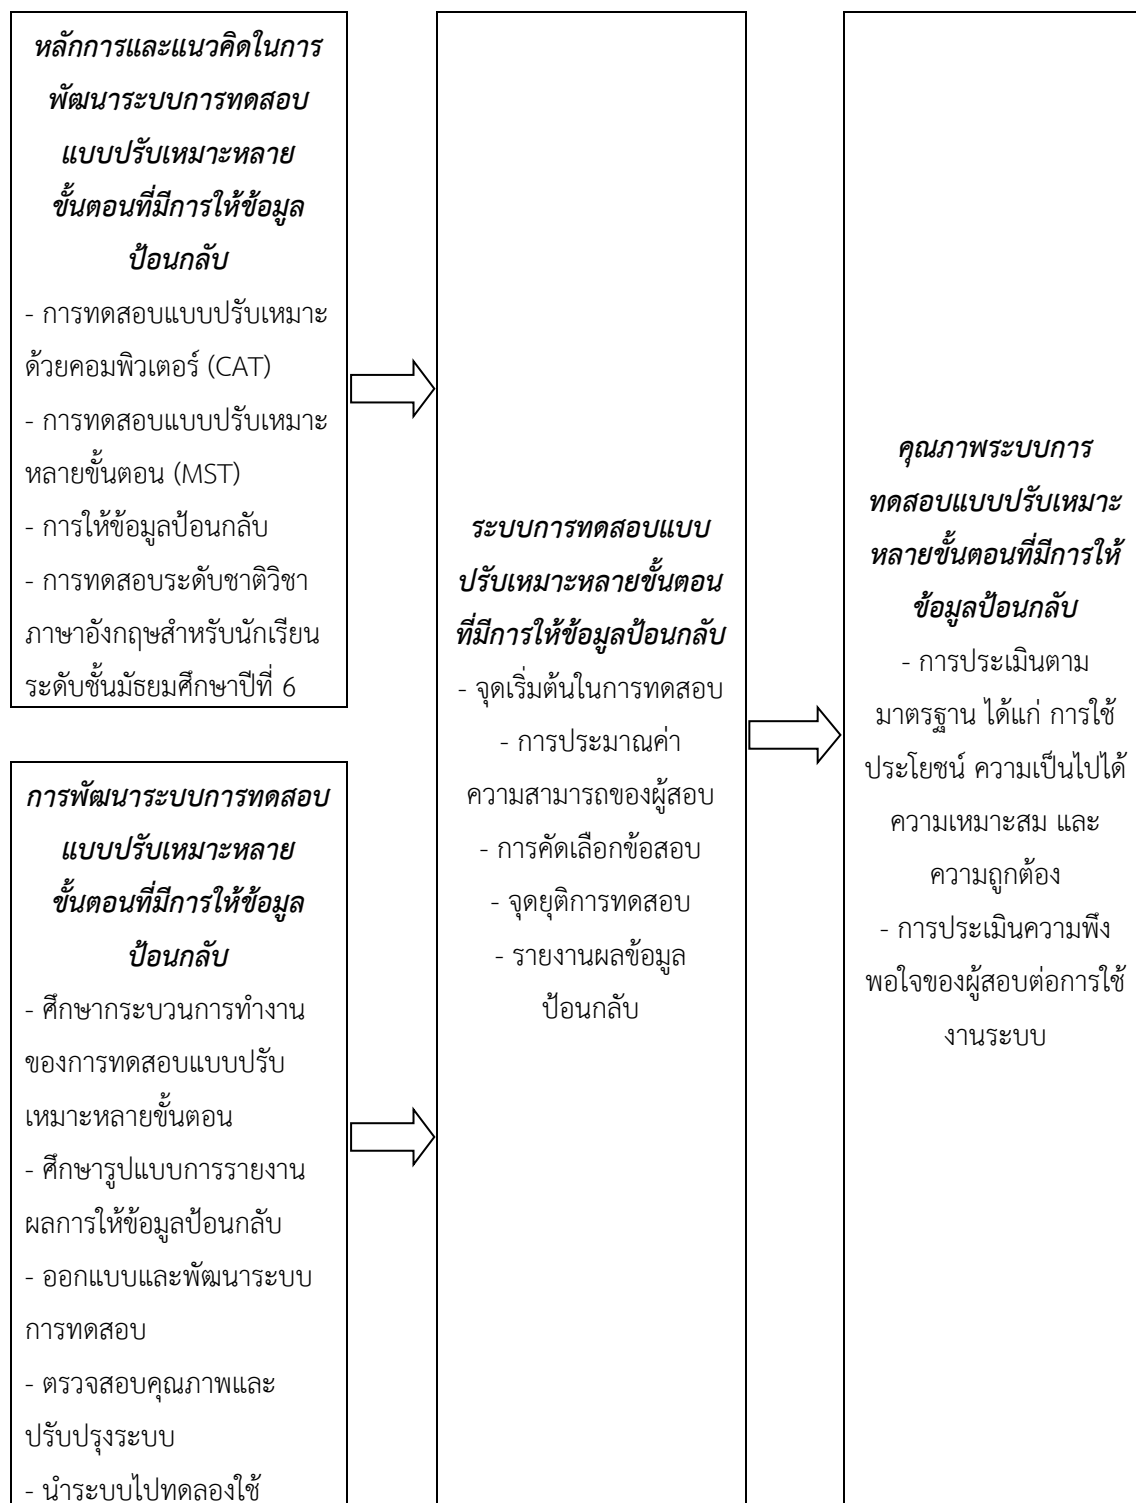 หลักการและแนวคิดในการ
พัฒนาระบบการทดสอบ
แบบปรับเหมาะหลาย
ขั้นตอนที่มีการให้ข้อมูล
ป้อนกลับ
- การทดสอบแบบปรับเหมาะ
ด้วยคอมพิวเตอร์ (CAT)
- การทดสอบแบบปรับเหมาะ
หลายขั้นตอน (MST)
- การให้ข้อมูลป้อนกลับ
- การทดสอบระดับชาติวิชา
ภาษาอังกฤษสำหรับนักเรียน
ระดับชั้นมัธยมศึกษาปีที่ 6
การพัฒนาระบบการทดสอบ
แบบปรับเหมาะหลาย
ขั้นตอนที่มีการให้ข้อมูล
ป้อนกลับ
- ศึกษากระบวนการทำงาน
ของการทดสอบแบบปรับ
เหมาะหลายขั้นตอน
- ศึกษารูปแบบการรายงาน
ผลการให้ข้อมูลป้อนกลับ
- ออกแบบและพัฒนาระบบ
การทดสอบ
- ตรวจสอบคุณภาพและ
ปรับปรุงระบบ
- นำระบบไปทดลองใช้
ระบบการทดสอบแบบ
ปรับเหมาะหลายขั้นตอน
ที่มีการให้ข้อมูลป้อนกลับ
- จุดเริ่มต้นในการทดสอบ
- การประมาณค่า
ความสามารถของผู้สอบ
- การคัดเลือกข้อสอบ
- จุดยุติการทดสอบ
- รายงานผลข้อมูล
ป้อนกลับ
คุณภาพระบบการ
ทดสอบแบบปรับเหมาะ
หลายขั้นตอนที่มีการให้
ข้อมูลป้อนกลับ
- การประเมินตาม
มาตรฐาน ได้แก่ การใช้
ประโยชน์ ความเป็นไปได้
ความเหมาะสม และ
ความถูกต้อง
- การประเมินความพึง
พอใจของผู้สอบต่อการใช้
งานระบบ